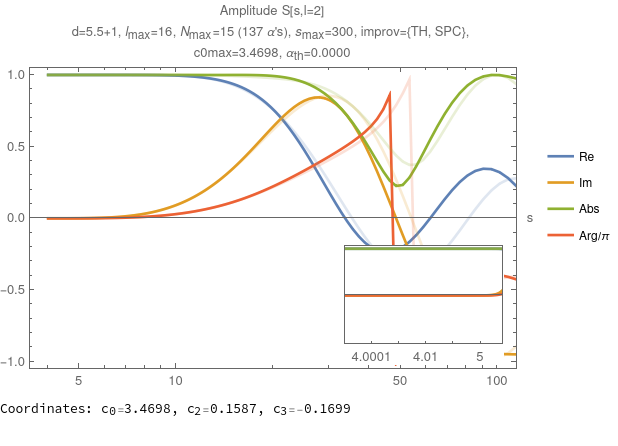 Amplitude S[s,l=2]
d=5.5+1, lmax=16, Nmax=15 (137 α's), smax=300, improv={TH, SPC},
c0max=3.4698, αth=0.0000
1.0
0.5
0.0
−0.5
−1.0
s
Re
Im
Abs
Arg/π
4.0001 4.01 5
5 10 50 100
Coordinates: c0=3.4698, c2=0.1587, c3=−0.1699